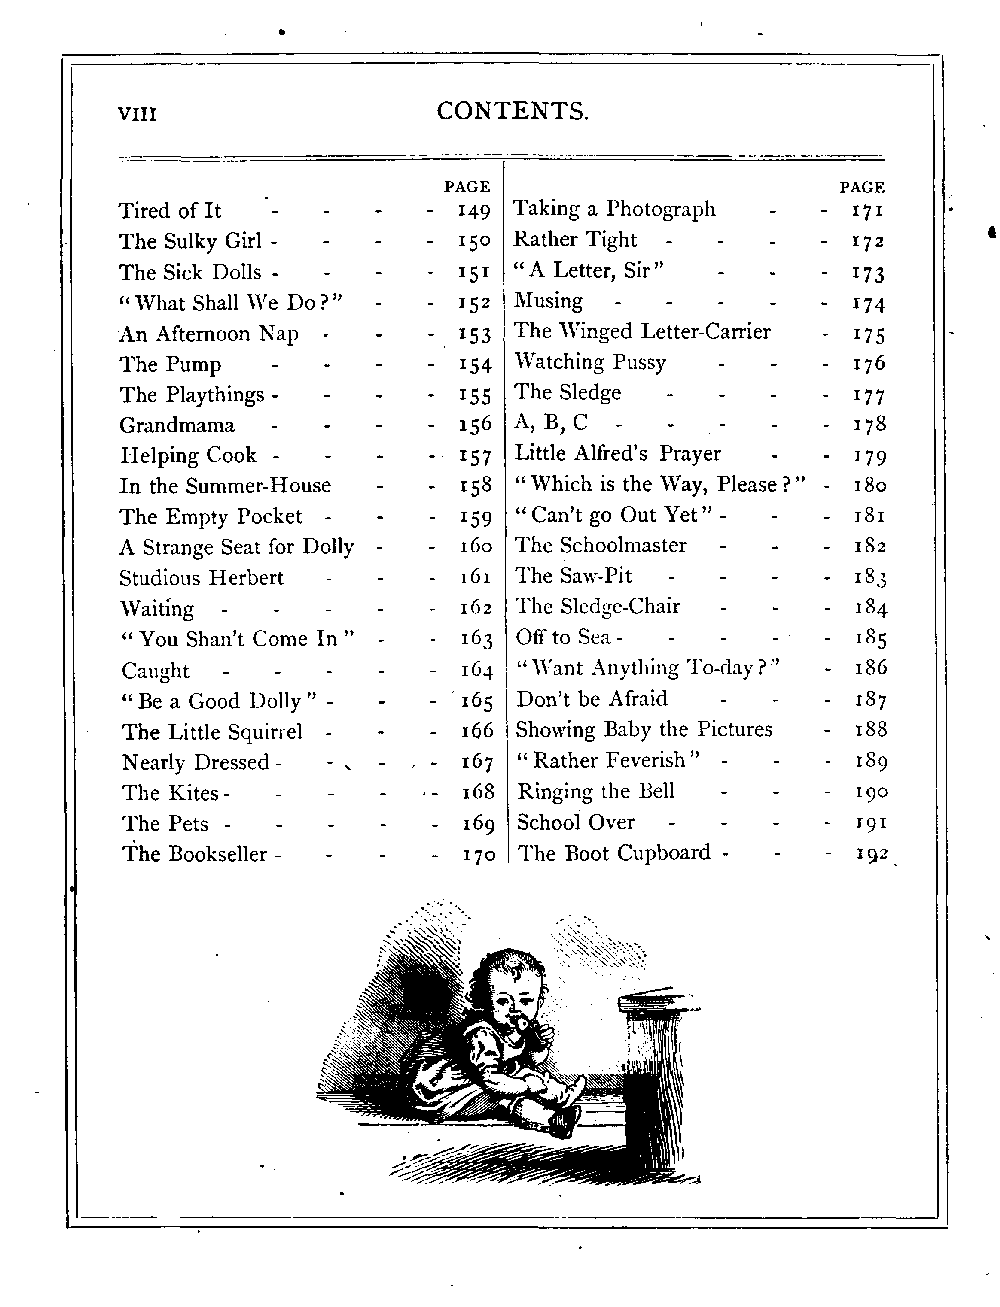 VIII CONTENTS.
PAGE
Tired of It - - - - 149
The Sulky Girl - - - - 150
The Sick Dolls - - - - 151
"What Shall We Do?" - - 152
An Afternoon Nap - - - 153
The Pump - - - - 154
The Playthings - - - - 155
Grandmama - - - - 156
Helping Cook - - - - 157
In the Summer-House - - 158
The Empty Pocket - - - 159
A Strange Seat for Dolly - - 160
Studious Herbert - - - 161
Waiting - - - - - 162
"You Shan't Come In" - - 163
Caught - - - - - 164
"Be a Good Dolly" - - - 165
The Little Squirrel - - - 166
Nearly Dressed - - - - 167
The Kites - - - - - 168
The Pets - - - - - 169
The Bookseller - - - - 170
PAGE
Taking a Photograph - - 171
Rather Tight - - - - 172
"A Letter, Sir" - - - 173
Musing - - - - - 174
The Winged Letter-Carrier - 175
Watching Pussy - - - 176
The Sledge - - - - 177
A, B, C - - - - - 178
Little Alfred's Prayer - - 179
"Which is the Way, Please?" - 180
"Can't go Out Yet" - - - 181
The Schoolmaster - - - 182
The Saw-Pit - - - - 183
The Sledge-Chair - - - 184
Off to Sea - - - - - 185
"Want Anything To-day?" - 186
Don't be Afraid - - - 187
Showing Baby the Pictures - 188
"Rather Feverish" - - - 189
Ringing the Bell - - - 190
School Over - - - - 191
The Boot Cupboard - - - 192